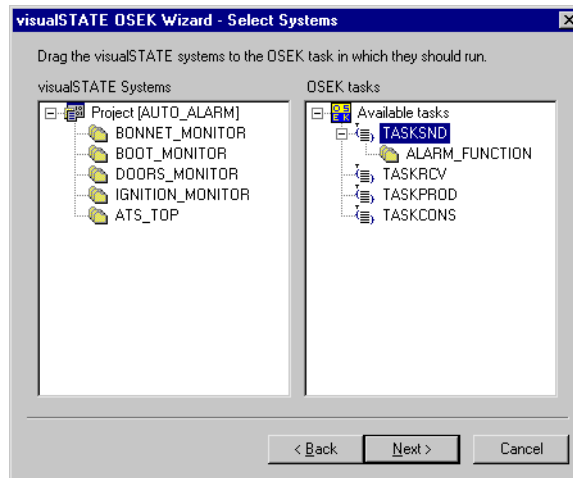 visualSTATE OSEK Wizard - Select Systems
Drag the visualSTATE systems to the OSEK task in which they should run.
visualSTATE Systems
Project [AUTO_ALARM]
BONNET_MONITOR
BOOT_MONITOR
DOORS_MONITOR
IGNITION_MONITOR
ATS_TOP
OSEK tasks
OSEK
Available tasks
TASKSND
ALARM_FUNCTION
TASKRCV
TASKPROD
TASKCONS
< Back
Next >
Cancel